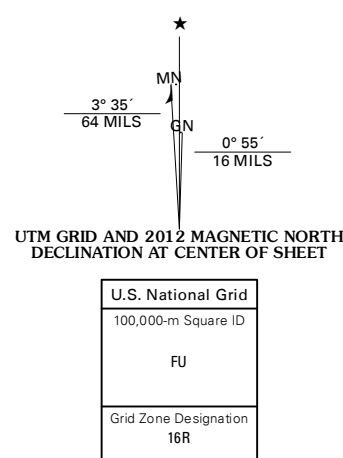 ★
MN
3° 35´
64 MILS
GN
0° 55´
16 MILS
UTM GRID AND 2012 MAGNETIC NORTH
DECLINATION AT CENTER OF SHEET
U.S. National Grid
100,000-m Square ID
FU
Grid Zone Designation
16R